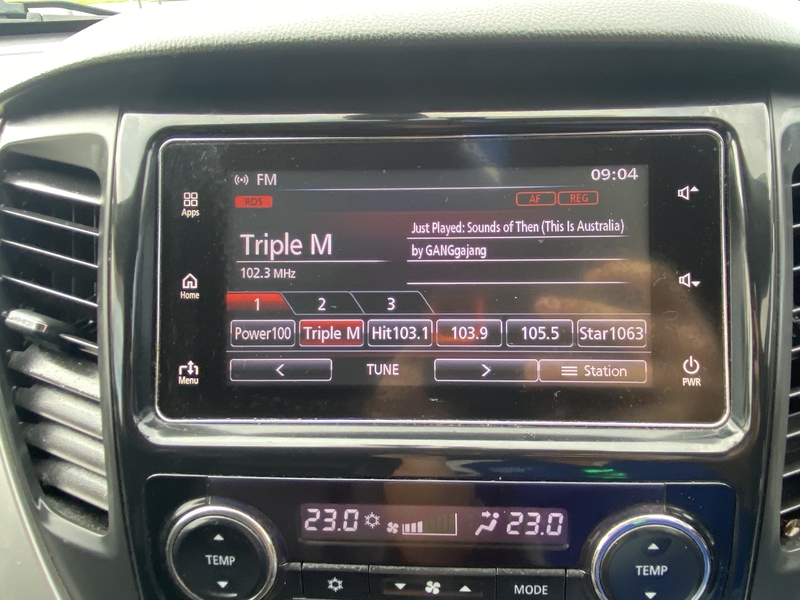 FM
09:04
RDS
AF REG
Apps
Triple M
102.3 MHz
Just Played: Sounds of Then (This Is Australia)
by GANGgajang
Home
1 2 3
Power100 Triple M Hit103.1 103.9 105.5 Star1063
< TUNE > Station
Menu
PWR
23.0 23.0
TEMP
MODE
TEMP